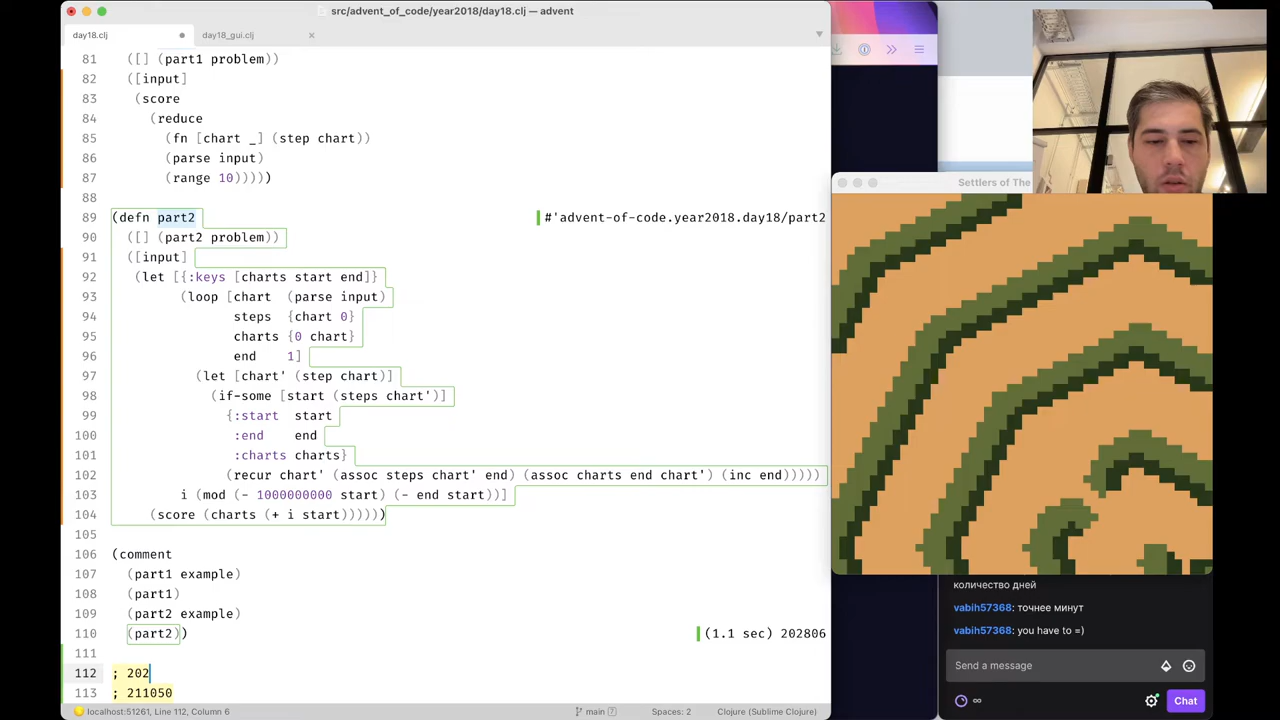 src/advent_of_code/year2018/day18.clj — advent
day18.clj
day18_gui.clj
81 ([] (part1 problem))
82 ([input]
83 (score
84 (reduce
85 (fn [chart _] (step chart))
86 (parse input)
87 (range 10)))))
88
89 (defn part2 #'advent-of-code.year2018.day18/part2
90 ([] (part2 problem))
91 ([input]
92 (let [{:keys [charts start end]}
93 (loop [chart (parse input)
94 steps {chart 0}
95 charts {0 chart}
96 end 1]
97 (let [chart' (step chart)]
98 (if-some [start (steps chart')]
99 {:start start
100 :end end
101 :charts charts}
102 (recur chart' (assoc steps chart' end) (assoc charts end chart') (inc end)))))
103 i (mod (- 1000000000 start) (- end start))]
104 (score (charts (+ i start))))))
105
106 (comment
107 (part1 example)
108 (part1)
109 (part2 example)
110 (part2)) (1.1 sec) 202806
111
112 ; 202
113 ; 211050
localhost:51261, Line 112, Column 6
main 7
Spaces: 2
Clojure (Sublime Clojure)
Settlers of The
количество дней
vabih57368: точнее минут
vabih57368: you have to =)
Send a message
∞
Chat